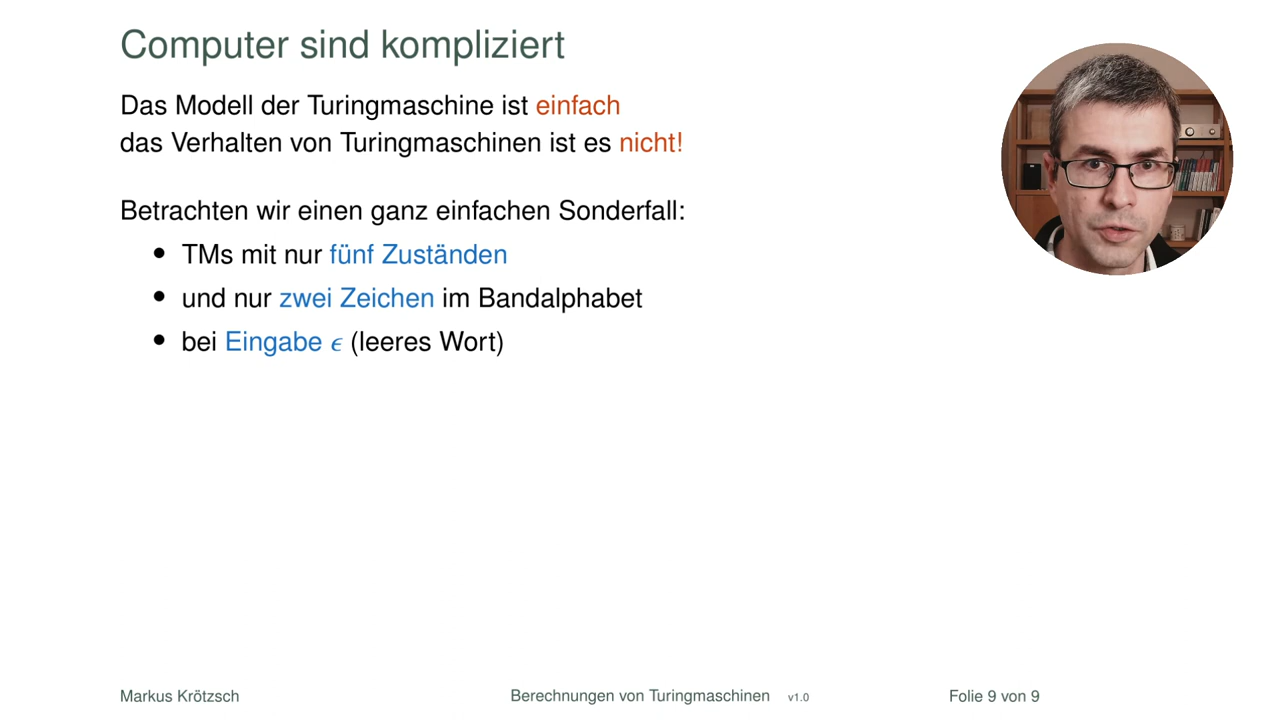 Computer sind kompliziert
Das Modell der Turingmaschine ist einfach
das Verhalten von Turingmaschinen ist es nicht!
Betrachten wir einen ganz einfachen Sonderfall:
• TMs mit nur fünf Zuständen
• und nur zwei Zeichen im Bandalphabet
• bei Eingabe ϵ (leeres Wort)
Markus Krötzsch Berechnungen von Turingmaschinen v1.0 Folie 9 von 9